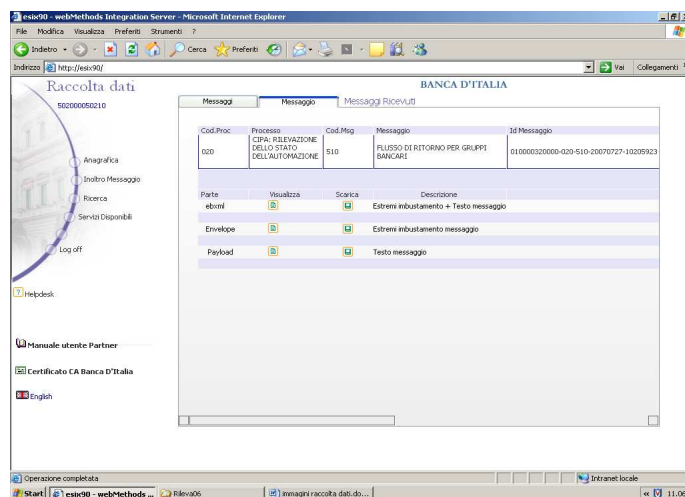 esix90 - webMethods Integration Server - Microsoft Internet Explorer
File Modifica Visualizza Preferiti Strumenti ?
Indietro Cerca Preferiti
Indirizzo http://esix90/ Vai Collegamenti
Raccolta dati
BANCA D'ITALIA
502000050210
Messaggi Messaggio Messaggi Ricevuti
Cod.Proc Processo Cod.Msg Messaggio Id Messaggio
020 CIPA: RILEVAZIONE DELLO STATO DELL'AUTOMAZIONE 510 FLUSSO DI RITORNO PER GRUPPI BANCARI 010000320000-020-510-20070727-10205923
Anagrafica
Inoltro Messaggio
Ricerca
Servizi Disponibili
Log off
Parte Visualizza Scarica Descrizione
ebxml Estremi imbustamento + Testo messaggio
Envelope Estremi imbustamento messaggio
Payload Testo messaggio
Helpdesk
Manuale utente Partner
Certificato CA Banca D'Italia
English
Operazione completata Intranet locale
Start esix90 - webMethods ... Rileva06 immagini raccolta dati.do... 11.06